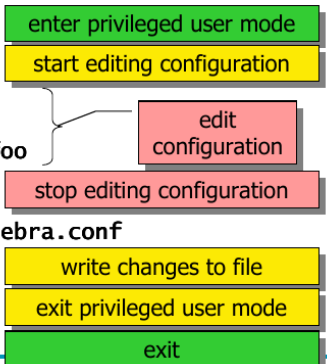 enter privileged user mode
start editing configuration
edit
configuration
oo
stop editing configuration
ebra.conf
write changes to file
exit privileged user mode
exit